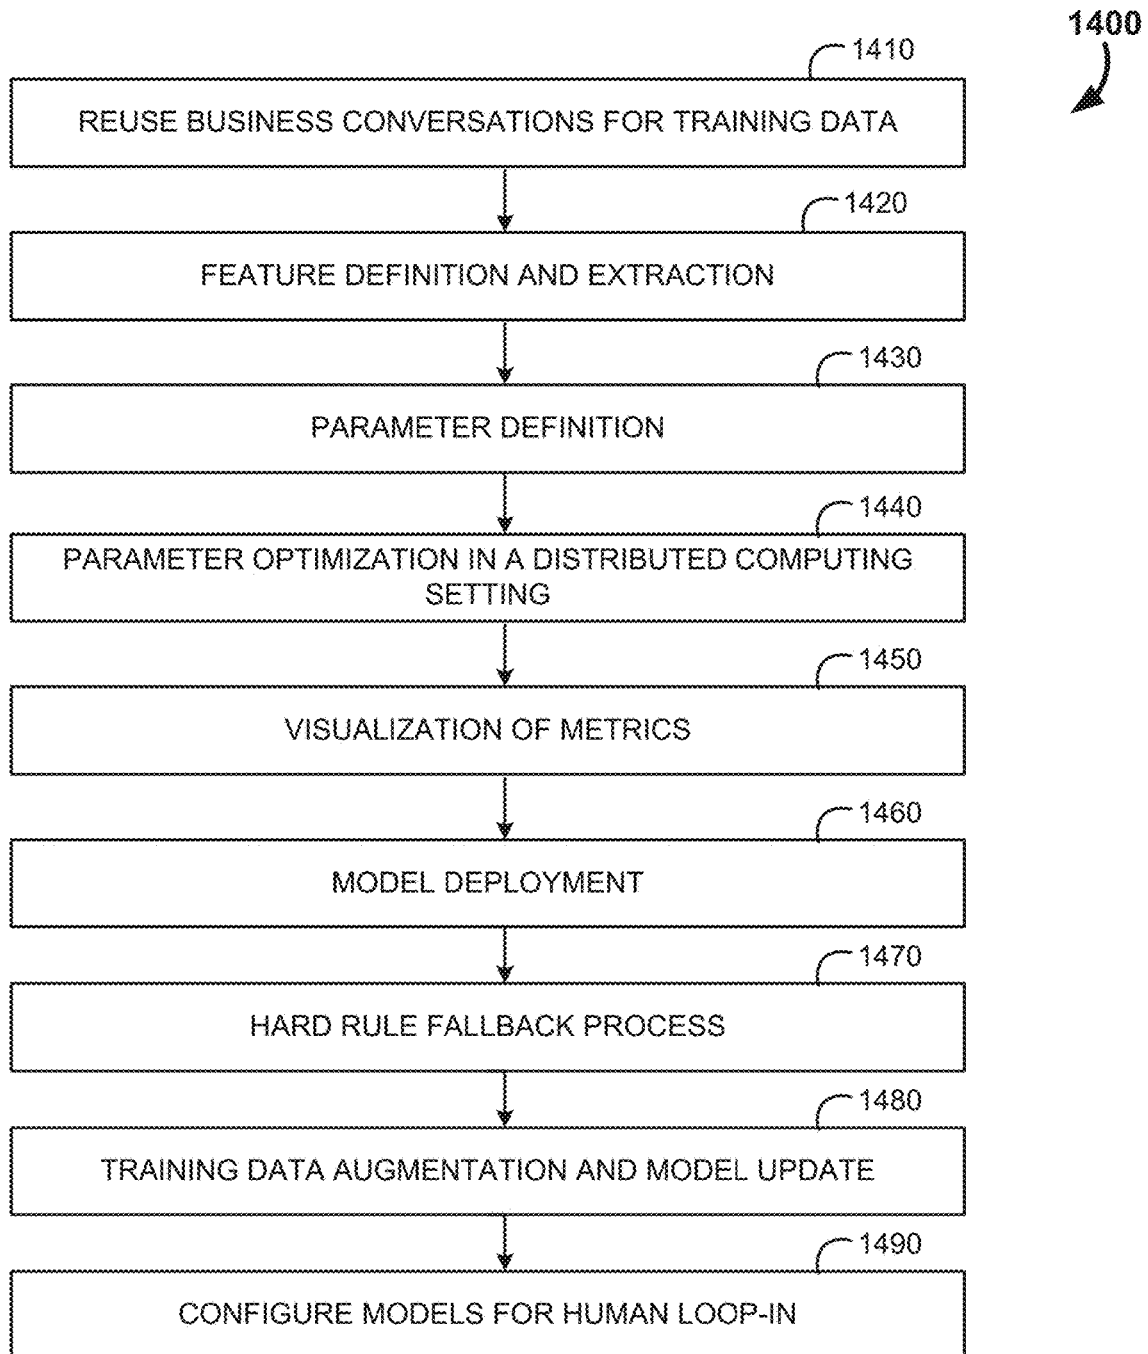 1400
1410
REUSE BUSINESS CONVERSATIONS FOR TRAINING DATA
1420
FEATURE DEFINITION AND EXTRACTION
1430
PARAMETER DEFINITION
1440
PARAMETER OPTIMIZATION IN A DISTRIBUTED COMPUTING
SETTING
1450
VISUALIZATION OF METRICS
1460
MODEL DEPLOYMENT
1470
HARD RULE FALLBACK PROCESS
1480
TRAINING DATA AUGMENTATION AND MODEL UPDATE
1490
CONFIGURE MODELS FOR HUMAN LOOP-IN